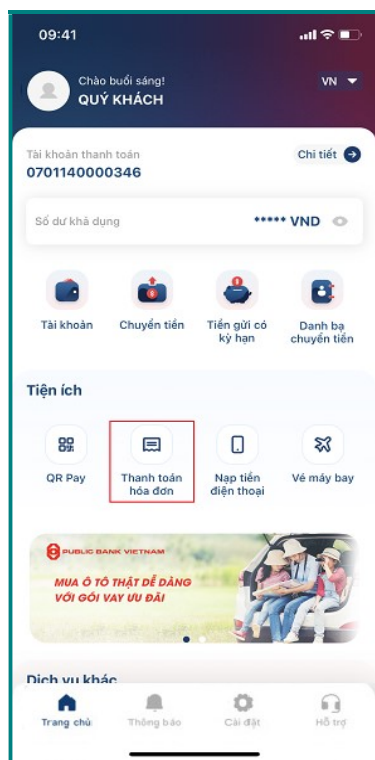 09:41
Chào buổi sáng!
VN
QUÝ KHÁCH
Tài khoản thanh toán
Chi tiết
0701140000346
Số dư khả dụng
***** VND
Tài khoản
Chuyển tiền
Tiền gửi có
kỳ hạn
Danh bạ
chuyển tiền
Tiện ích
QR Pay
Thanh toán
hóa đơn
Nạp tiền
điện thoại
Vé máy bay
PUBLIC BANK VIETNAM
MUA Ô TÔ THẬT DỄ DÀNG
VỚI GÓI VAY ƯU ĐÃI
Dịch vụ khác
Trang chủ
Thông báo
Cài đặt
Hỗ trợ